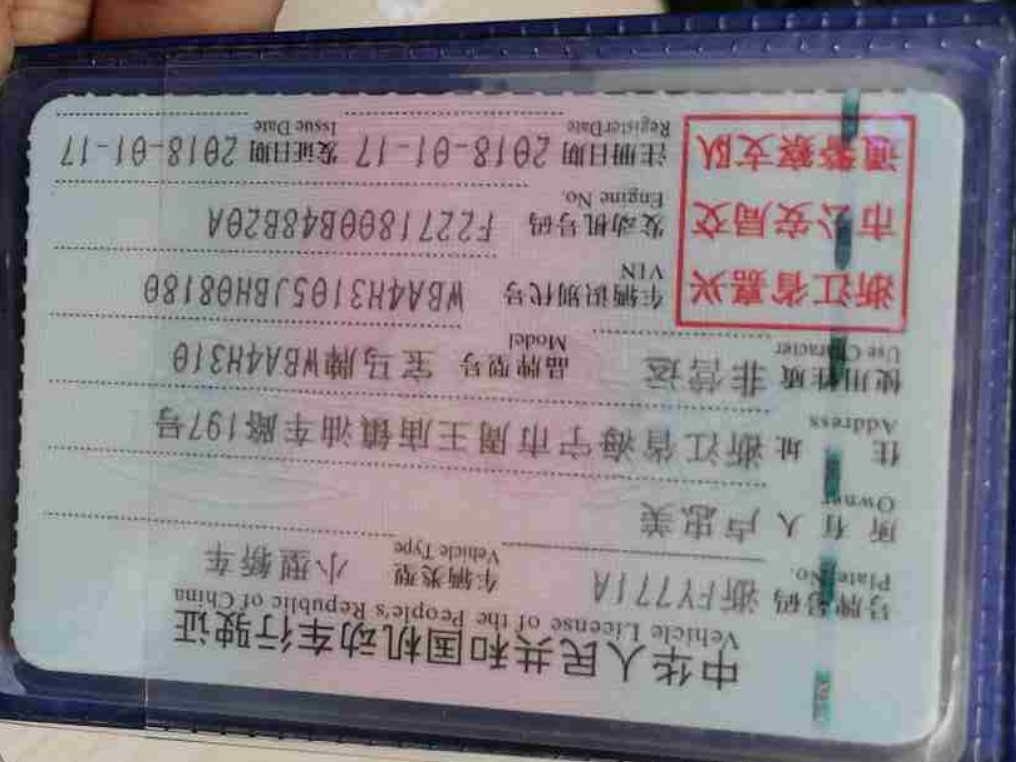 中华人民共和国机动车行驶证
Vehicle License of the People's Republic of China
号牌号码 浙FY771A 车辆类型 小型轿车
Plate No. Vehicle Type
所有人 卢忠美
Owner
住址 浙江省海宁市周王庙镇油车路197号
Address
使用性质 非营运 品牌型号 宝马牌WBA4H310
Use Character Model
浙江省嘉兴
市公安局交
通警察支队
车辆识别代号 WBA4H3105JBH08180
VIN
发动机号码 F2271800B48B20A
Engine No.
注册日期 2018-01-17 发证日期 2018-01-17
Register Date Issue Date